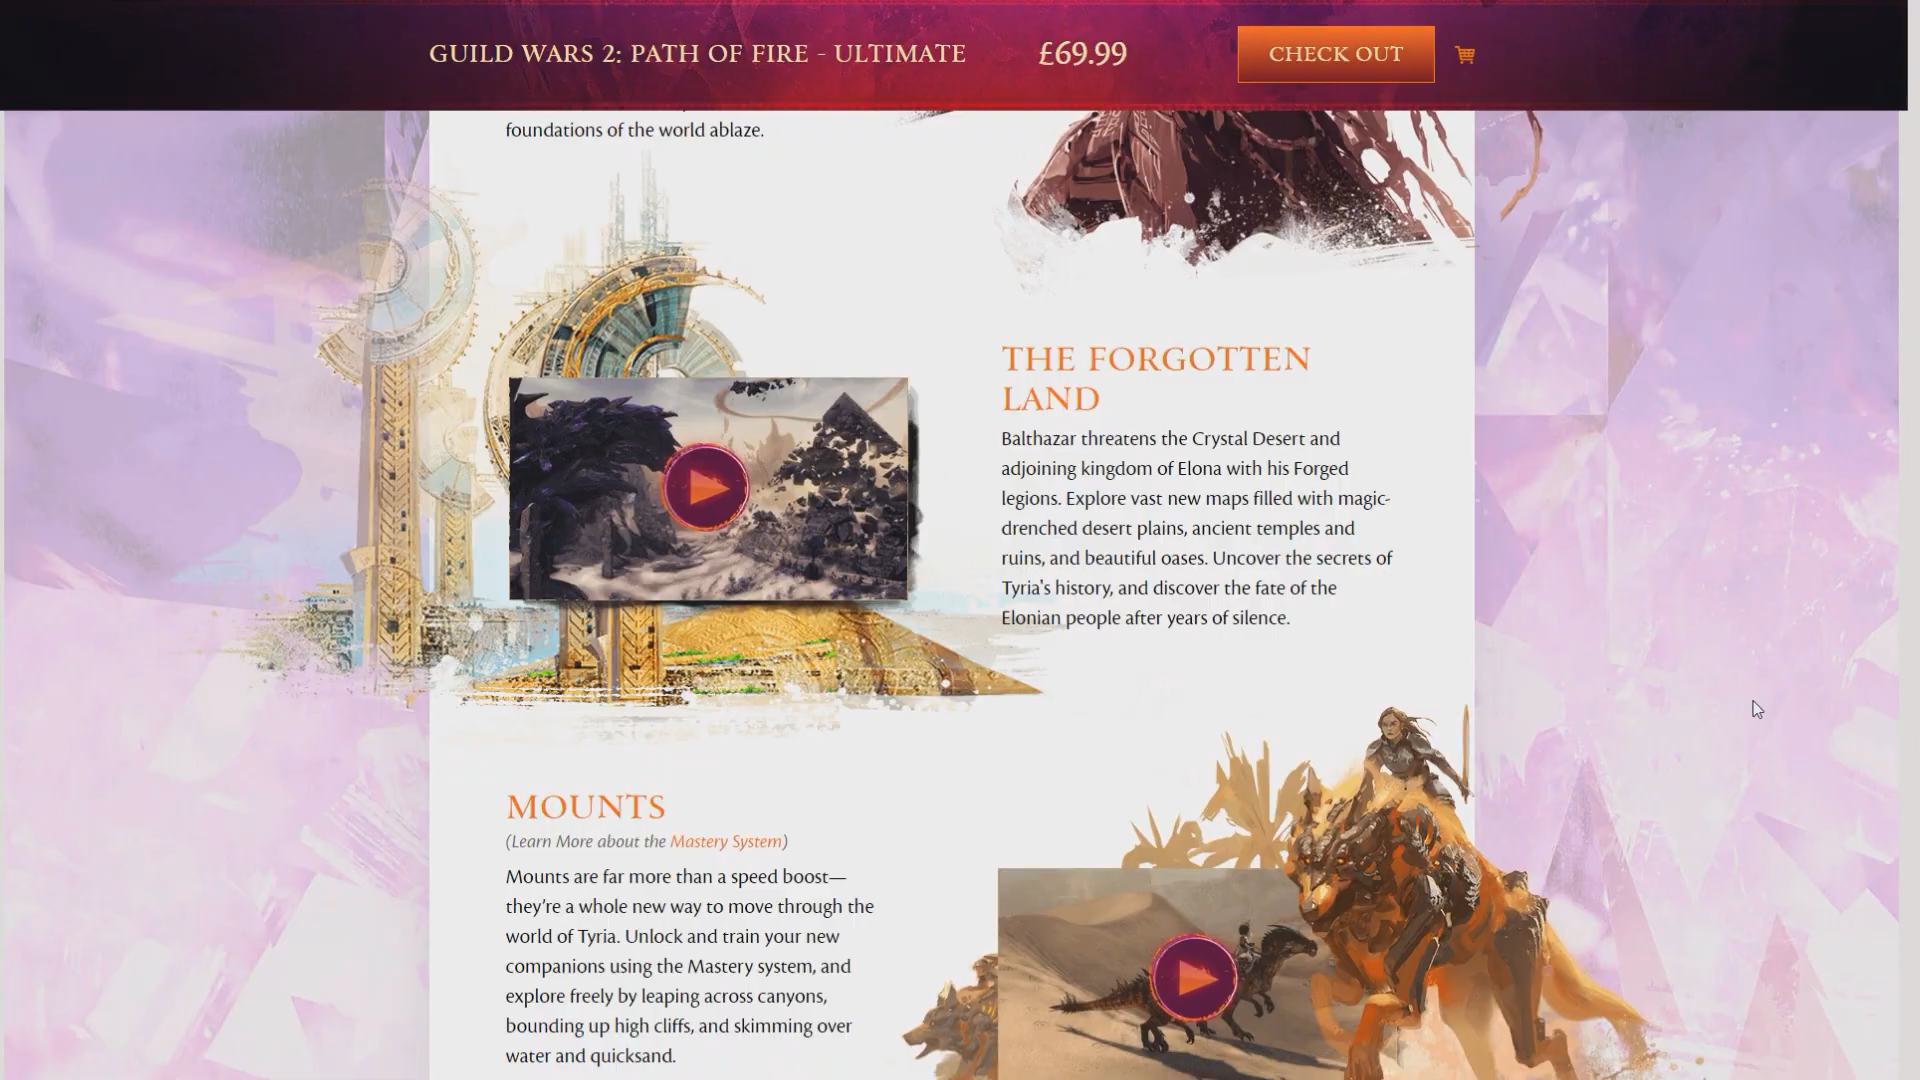 GUILD WARS 2: PATH OF FIRE - ULTIMATE
£69.99
CHECK OUT
foundations of the world ablaze.
THE FORGOTTEN
LAND
Balthazar threatens the Crystal Desert and
adjoining kingdom of Elona with his Forged
legions. Explore vast new maps filled with magic-
drenched desert plains, ancient temples and
ruins, and beautiful oases. Uncover the secrets of
Tyria's history, and discover the fate of the
Elonian people after years of silence.
MOUNTS
(Learn More about the Mastery System)
Mounts are far more than a speed boost—
they’re a whole new way to move through the
world of Tyria. Unlock and train your new
companions using the Mastery system, and
explore freely by leaping across canyons,
bounding up high cliffs, and skimming over
water and quicksand.